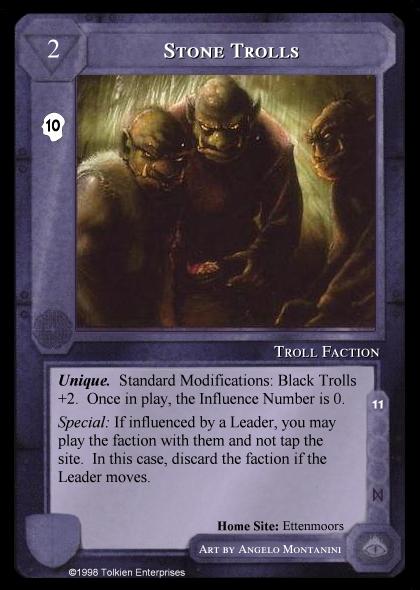 2
STONE TROLLS
10
TROLL FACTION
Unique. Standard Modifications: Black Trolls
+2. Once in play, the Influence Number is 0.
Special: If influenced by a Leader, you may
play the faction with them and not tap the
site. In this case, discard the faction if the
Leader moves.
11
Home Site: Ettenmoors
ART BY ANGELO MONTANINI
©1998 Tolkien Enterprises